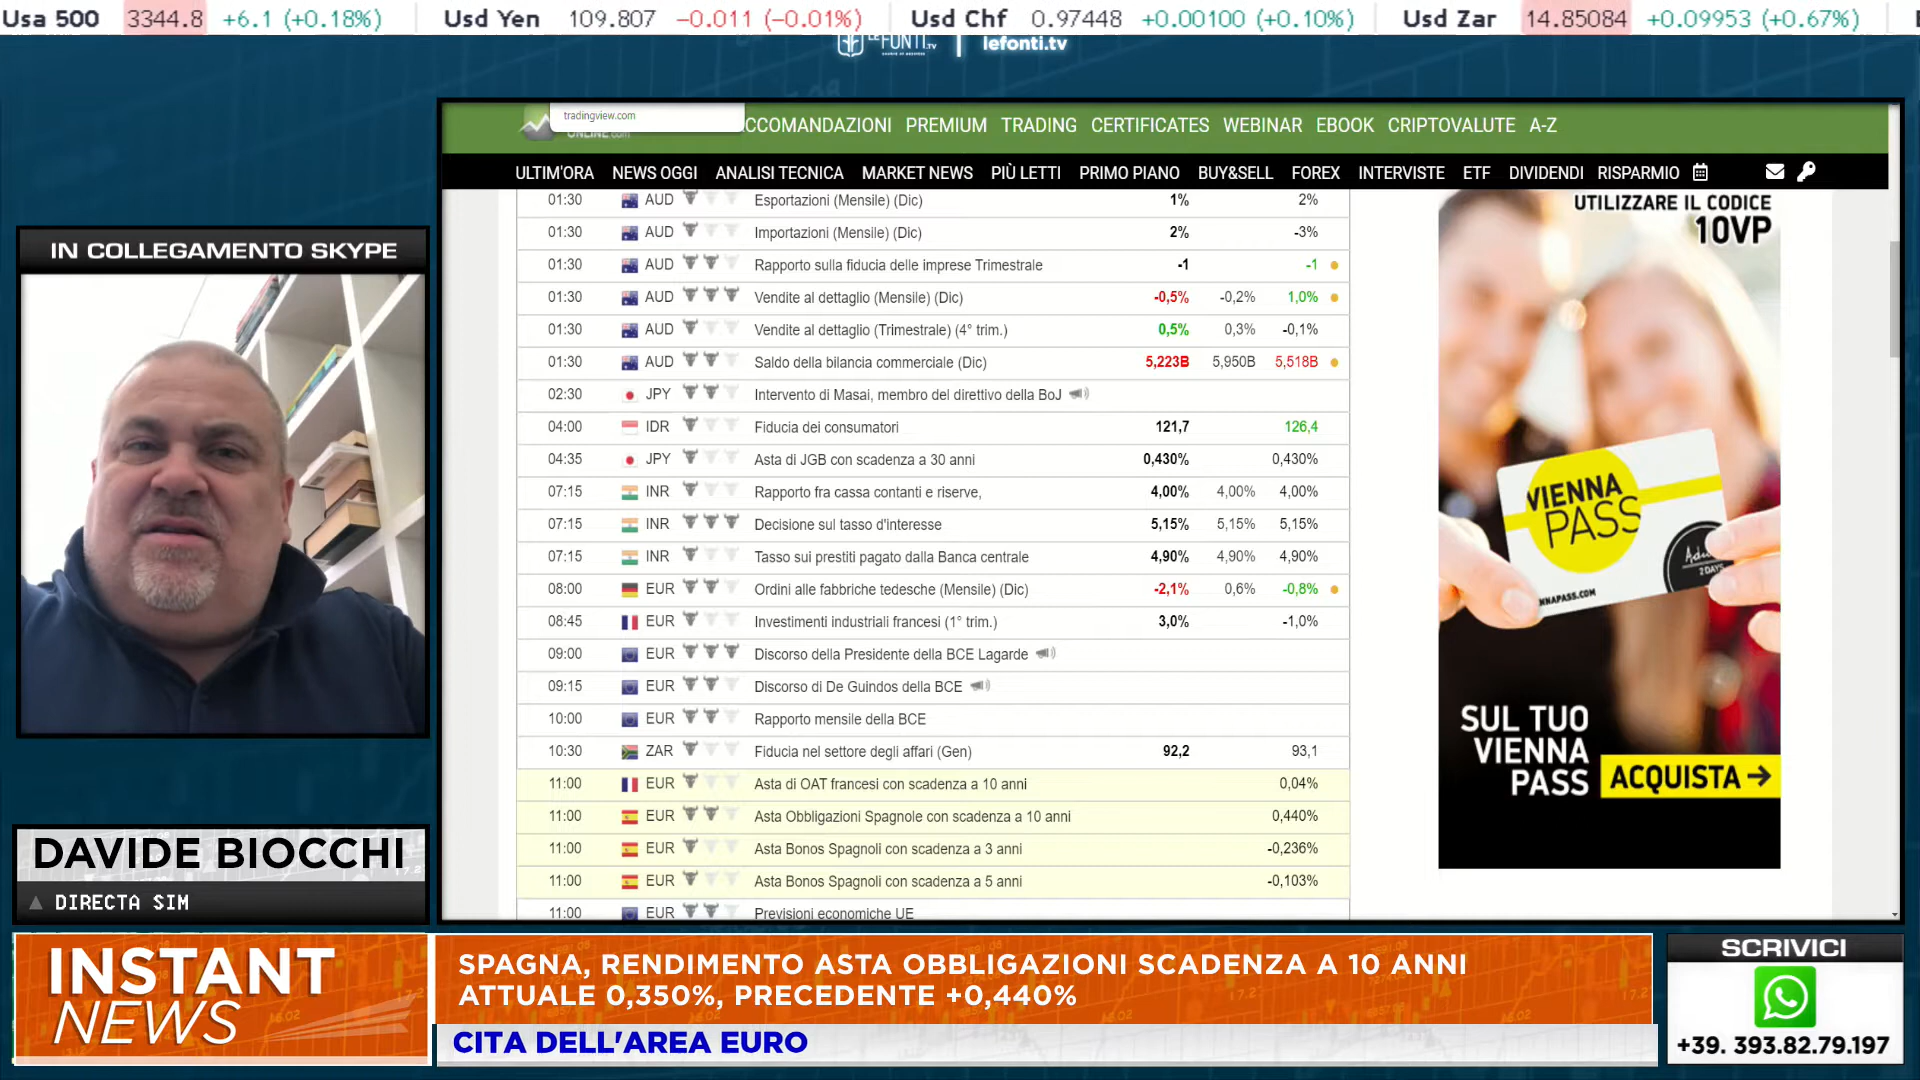 Usa 500 3344.8 +6.1 (+0.18%) Usd Yen 109.807 −0.011 (−0.01%) Usd Chf 0.97448 +0.00100 (+0.10%) Usd Zar 14.85084 +0.09953 (+0.67%)
LE FONTI.TV lefonti.tv
tradingview.com
ONLINE.com
CCOMANDAZIONI PREMIUM TRADING CERTIFICATES WEBINAR EBOOK CRIPTOVALUTE A-Z
ULTIM'ORA NEWS OGGI ANALISI TECNICA MARKET NEWS PIÙ LETTI PRIMO PIANO BUY&SELL FOREX INTERVISTE ETF DIVIDENDI RISPARMIO
01:30 AUD Esportazioni (Mensile) (Dic) 1% 2%
01:30 AUD Importazioni (Mensile) (Dic) 2% -3%
01:30 AUD Rapporto sulla fiducia delle imprese Trimestrale -1 -1
01:30 AUD Vendite al dettaglio (Mensile) (Dic) -0,5% -0,2% 1,0%
01:30 AUD Vendite al dettaglio (Trimestrale) (4° trim.) 0,5% 0,3% -0,1%
01:30 AUD Saldo della bilancia commerciale (Dic) 5,223B 5,950B 5,518B
02:30 JPY Intervento di Masai, membro del direttivo della BoJ
04:00 IDR Fiducia dei consumatori 121,7 126,4
04:35 JPY Asta di JGB con scadenza a 30 anni 0,430% 0,430%
07:15 INR Rapporto fra cassa contanti e riserve, 4,00% 4,00% 4,00%
07:15 INR Decisione sul tasso d'interesse 5,15% 5,15% 5,15%
07:15 INR Tasso sui prestiti pagato dalla Banca centrale 4,90% 4,90% 4,90%
08:00 EUR Ordini alle fabbriche tedesche (Mensile) (Dic) -2,1% 0,6% -0,8%
08:45 EUR Investimenti industriali francesi (1° trim.) 3,0% -1,0%
09:00 EUR Discorso della Presidente della BCE Lagarde
09:15 EUR Discorso di De Guindos della BCE
10:00 EUR Rapporto mensile della BCE
10:30 ZAR Fiducia nel settore degli affari (Gen) 92,2 93,1
11:00 EUR Asta di OAT francesi con scadenza a 10 anni 0,04%
11:00 EUR Asta Obbligazioni Spagnole con scadenza a 10 anni 0,440%
11:00 EUR Asta Bonos Spagnoli con scadenza a 3 anni -0,236%
11:00 EUR Asta Bonos Spagnoli con scadenza a 5 anni -0,103%
11:00 EUR Previsioni economiche UE
UTILIZZARE IL CODICE
10VP
VIENNA
PASS
2 DAYS
NNAPASS.COM
SUL TUO
VIENNA
PASS
ACQUISTA
IN COLLEGAMENTO SKYPE
DAVIDE BIOCCHI
DIRECTA SIM
INSTANT
NEWS
SPAGNA, RENDIMENTO ASTA OBBLIGAZIONI SCADENZA A 10 ANNI
ATTUALE 0,350%, PRECEDENTE +0,440%
CITA DELL'AREA EURO
SCRIVICI
+39. 393.82.79.197